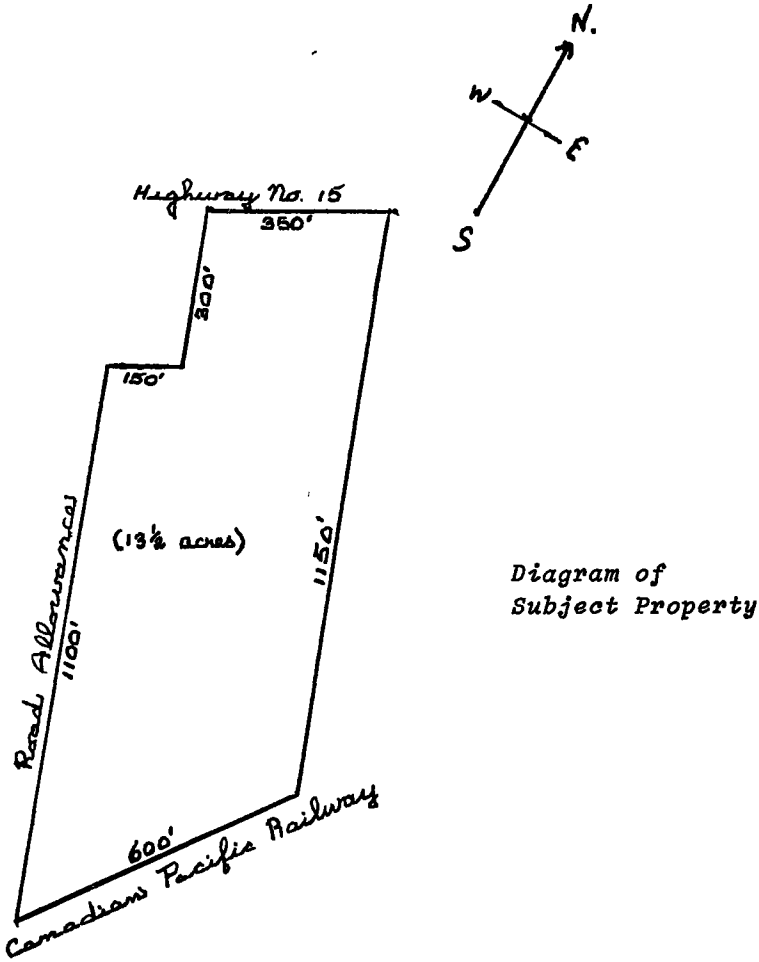 N.
W.
E
S
Highway No. 15
350'
300'
150'
(13½ acres)
1150'
Road Allowance
1100'
Diagram of
Subject Property
600'
Canadian Pacific Railway